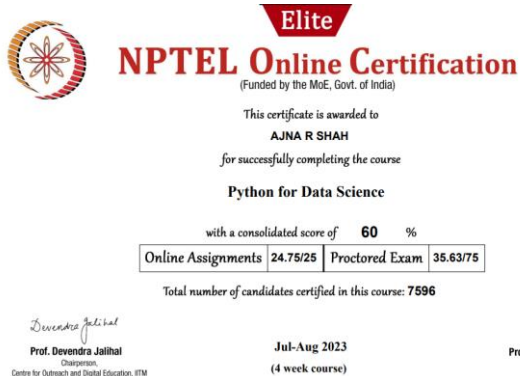 Elite
NPTEL Online Certification
(Funded by the MoE, Govt. of India)
This certificate is awarded to
AJNA R SHAH
for successfully completing the course
Python for Data Science
with a consolidated score of 60 %
Online Assignments 24.75/25 Proctored Exam 35.63/75
Total number of candidates certified in this course: 7596
Devendra Jalihal
Prof. Devendra Jalihal
Chairperson,
Centre for Outreach and Digital Education, IITM
Jul-Aug 2023
(4 week course)